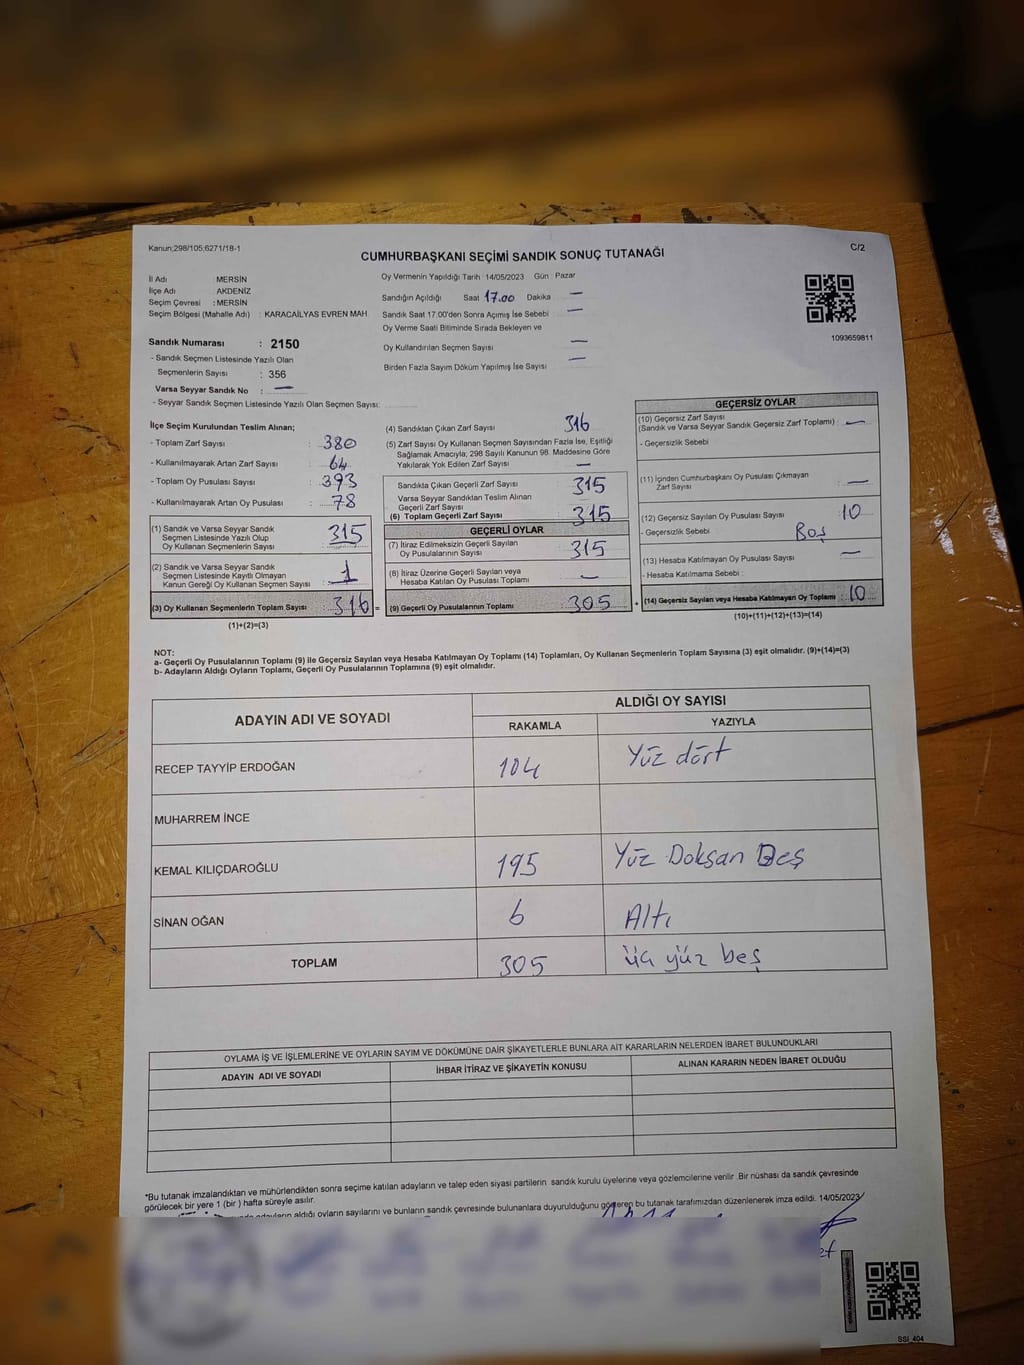 Kanun;298/105;6271/18-1
C/2
CUMHURBAŞKANI SEÇİMİ SANDIK SONUÇ TUTANAĞI
İl Adı : MERSİN
İlçe Adı AKDENİZ
Seçim Çevresi : MERSİN
Seçim Bölgesi (Mahalle Adı) : KARACAİLYAS EVREN MAH
Sandık Numarası : 2150
- Sandık Seçmen Listesinde Yazılı Olan
Seçmenlerin Sayısı : 356
Varsa Seyyar Sandık No : —
- Seyyar Sandık Seçmen Listesinde Yazılı Olan Seçmen Sayısı:
Oy Vermenin Yapıldığı Tarih :14/05/2023 Gün : Pazar
Sandığın Açıldığı Saat 17.00 Dakika —
Sandık Saat 17.00'den Sonra Açımış İse Sebebi —
Oy Verme Saati Bitiminde Sırada Bekleyen ve
Oy Kullandırılan Seçmen Sayısı —
Birden Fazla Sayım Döküm Yapılmış İse Sayısı —
1093659811
İlçe Seçim Kurulundan Teslim Alınan;
- Toplam Zarf Sayısı : 380
- Kullanılmayarak Artan Zarf Sayısı : 64
- Toplam Oy Pusulası Sayısı : 393
- Kullanılmayarak Artan Oy Pusulası : 78
(1) Sandık ve Varsa Seyyar Sandık
Seçmen Listesinde Yazılı Olup
Oy Kullanan Seçmenlerin Sayısı 315
(2) Sandık ve Varsa Seyyar Sandık
Seçmen Listesinde Kayıtlı Olmayan
Kanun Gereği Oy Kullanan Seçmen Sayısı : 1
(3) Oy Kullanan Seçmenlerin Toplam Sayısı 316 =
(1)+(2)=(3)
(4) Sandıktan Çıkan Zarf Sayısı 316
(5) Zarf Sayısı Oy Kullanan Seçmen Sayısından Fazla İse, Eşitliği
Sağlamak Amacıyla; 298 Sayılı Kanunun 98. Maddesine Göre
Yakılarak Yok Edilen Zarf Sayısı —
Sandıkta Çıkan Geçerli Zarf Sayısı 315
Varsa Seyyar Sandıktan Teslim Alınan
Geçerli Zarf Sayısı
(6) Toplam Geçerli Zarf Sayısı 315
GEÇERLİ OYLAR
(7) İtiraz Edilmeksizin Geçerli Sayılan
Oy Pusulalarının Sayısı 315
(8) İtiraz Üzerine Geçerli Sayılan veya
Hesaba Katılan Oy Pusulası Toplamı —
(9) Geçerli Oy Pusulalarının Toplamı 305 +
GEÇERSİZ OYLAR
(10) Geçersiz Zarf Sayısı
(Sandık ve Varsa Seyyar Sandık Geçersiz Zarf Toplamı) : —
- Geçersizlik Sebebi
(11) İçinden Cumhurbaşkanı Oy Pusulası Çıkmayan
Zarf Sayısı —
(12) Geçersiz Sayılan Oy Pusulası Sayısı 10
- Geçersizlik Sebebi : Boş
(13) Hesaba Katılmayan Oy Pusulası Sayısı —
- Hesaba Katılmama Sebebi :
(14) Geçersiz Sayılan veya Hesaba Katılmayan Oy Toplamı : 10
(10)+(11)+(12)+(13)=(14)
NOT:
a- Geçerli Oy Pusulalarının Toplamı (9) ile Geçersiz Sayılan veya Hesaba Katılmayan Oy Toplamı (14) Toplamları, Oy Kullanan Seçmenlerin Toplam Sayısına (3) eşit olmalıdır. (9)+(14)=(3)
b- Adayların Aldığı Oyların Toplamı, Geçerli Oy Pusulalarının Toplamına (9) eşit olmalıdır.
ADAYIN ADI VE SOYADI ALDIĞI OY SAYISI
RAKAMLA YAZIYLA
RECEP TAYYİP ERDOĞAN 104 Yüz dört
MUHARREM İNCE
KEMAL KILIÇDAROĞLU 195 Yüz Doksan Beş
SİNAN OĞAN 6 Altı
TOPLAM 305 üç yüz beş
OYLAMA İŞ VE İŞLEMLERİNE VE OYLARIN SAYIM VE DÖKÜMÜNE DAİR ŞİKAYETLERLE BUNLARA AİT KARARLARIN NELERDEN İBARET BULUNDUKLARI
ADAYIN ADI VE SOYADI İHBAR İTİRAZ VE ŞİKAYETİN KONUSU ALINAN KARARIN NEDEN İBARET OLDUĞU
*Bu tutanak imzalandıktan ve mühürlendikten sonra seçime katılan adayların ve talep eden siyasi partilerin sandık kurulu üyelerine veya gözlemcilerine verilir .Bir nüshası da sandık çevresinde
görülecek bir yere 1 (bir ) hafta süreyle asılır.
adayların aldığı oyların sayılarını ve bunların sandık çevresinde bulunanlara duyurulduğunu gösteren bu tutanak tarafımızdan düzenlenerek imza edildi. 14/05/2023
SSI_404